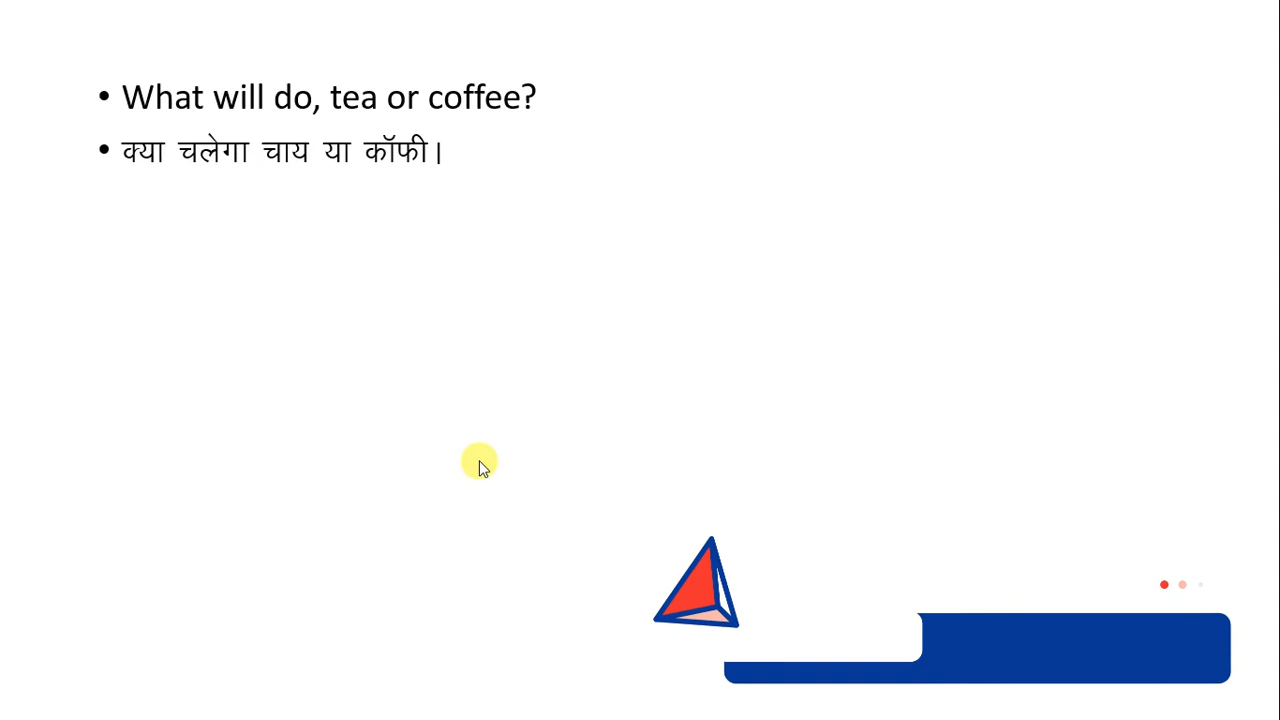 • What will do, tea or coffee?
• क्या चलेगा चाय या कॉफी।